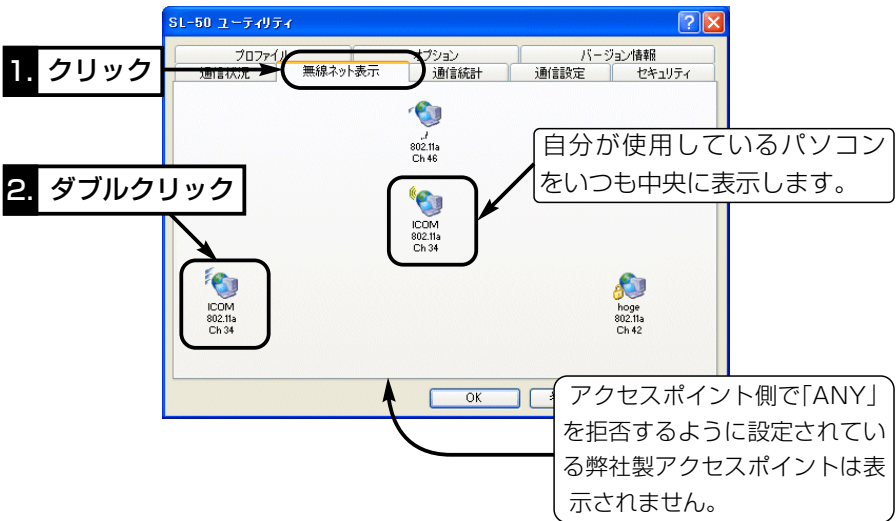 SL-50 ユーティリティ
プロファイル
オプション
バージョン情報
通信状況
無線ネット表示
通信統計
通信設定
セキュリティ
1. クリック
802.11a
Ch 46
自分が使用しているパソコン
をいつも中央に表示します。
2. ダブルクリック
ICOM
802.11a
Ch 34
ICOM
802.11a
Ch 34
hoge
802.11a
Ch 42
OK
アクセスポイント側で「ANY」
を拒否するように設定されてい
る弊社製アクセスポイントは表
示されません。